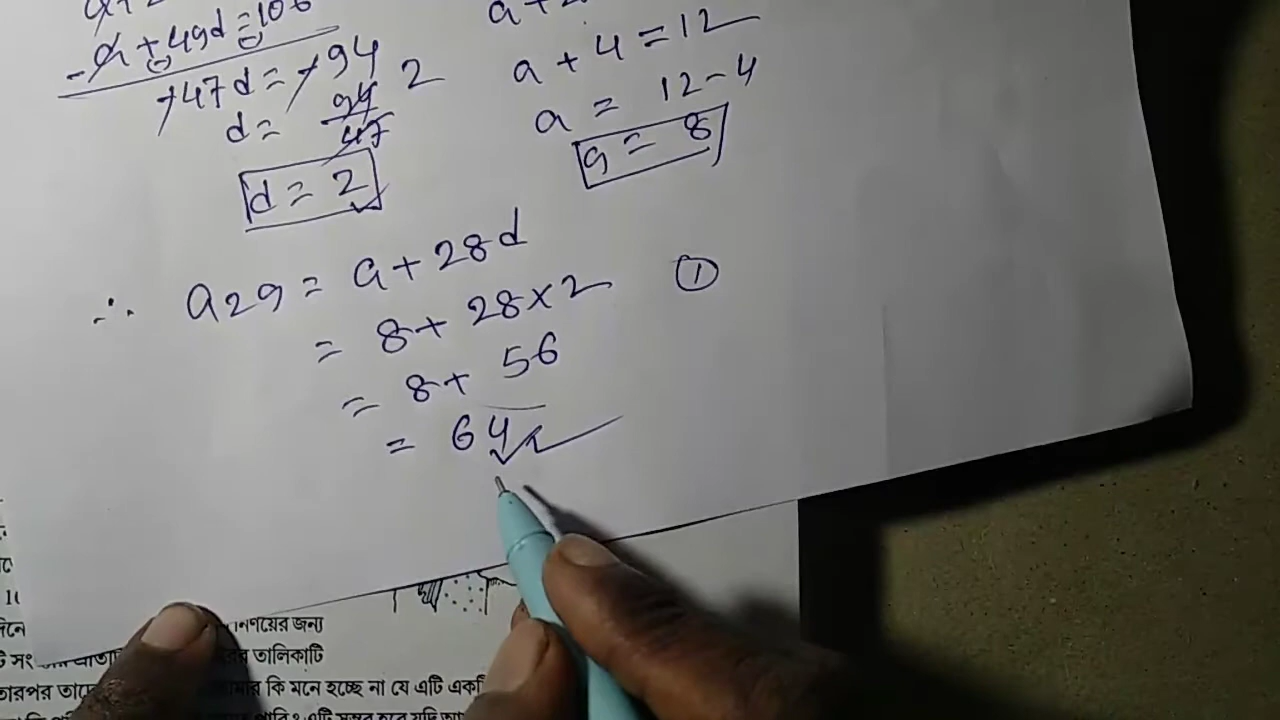 - a + 49d = 106
-47d = -94
d = 94/47 2
d = 2
a + 4 = 12
a = 12 - 4
a = 8
∴ a29 = a + 28d
= 8 + 28 × 2 ①
= 8 + 56
= 64
র্ণয়ের জন্য
তালিকাটি
তারপর
কি মনে হচ্ছে না যে এটি একটি